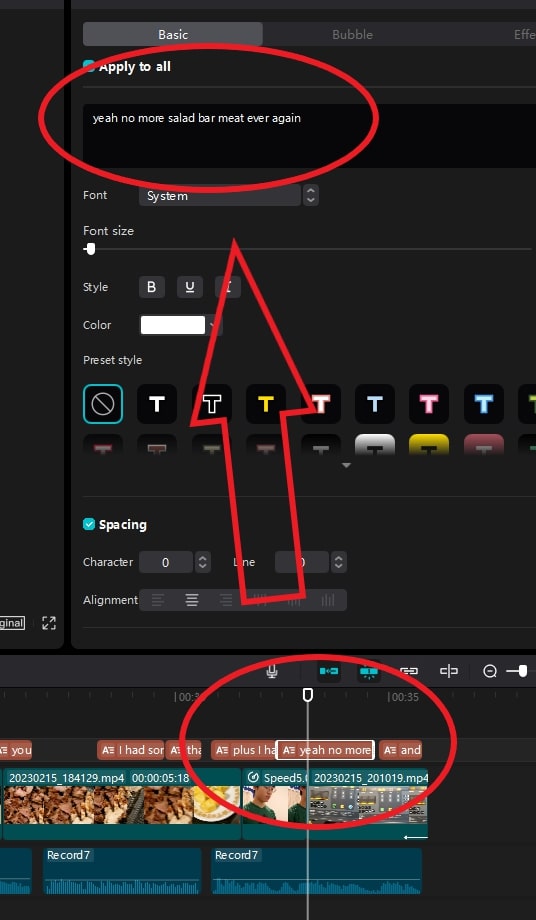 Basic
Bubble
Effe
Apply to all
yeah no more salad bar meat ever again
Font
System
Font size
Style
B U I
Color
Preset style
T T T T T T T
Spacing
Character
0
Line
0
Alignment
ginal
00:3
00:35
A≡ you
A≡ I had sor
A≡ tha
A≡ plus I ha
A≡ yeah no more
A≡ and
20230215_184129.mp4 00:00:05:18
Speed5.
20230215_201019.mp4
Record7
Record7